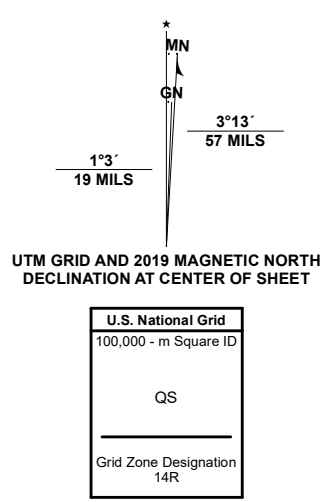 MN
GN
3°13´
57 MILS
1°3´
19 MILS
UTM GRID AND 2019 MAGNETIC NORTH
DECLINATION AT CENTER OF SHEET
U.S. National Grid
100,000 - m Square ID
QS
Grid Zone Designation
14R